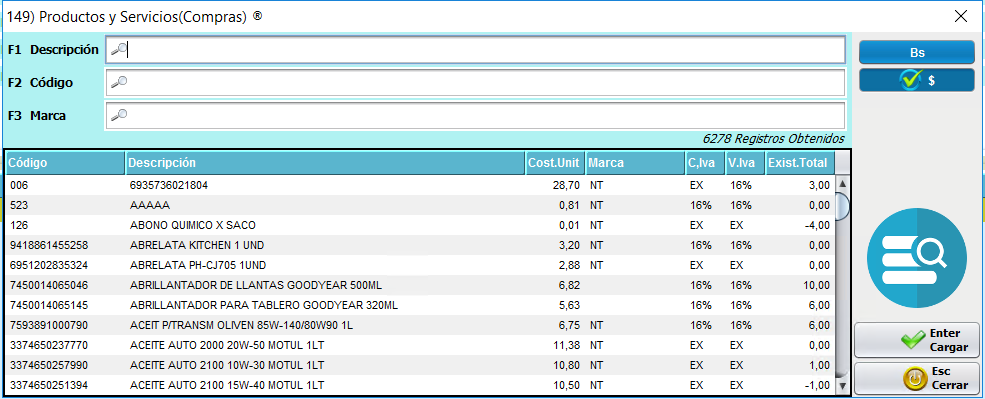 149) Productos y Servicios(Compras) ®
F1 Descripción
F2 Código
F3 Marca
Bs
$
6278 Registros Obtenidos
Código Descripción Cost.Unit Marca C,Iva V.Iva Exist.Total
006 6935736021804 28,70 NT EX 16% 3,00
523 AAAAA 0,81 NT 16% 16% 0,00
126 ABONO QUIMICO X SACO 0,01 NT EX EX -4,00
9418861455258 ABRELATA KITCHEN 1 UND 3,20 NT 16% 16% 0,00
6951202835324 ABRELATA PH-CJ705 1UND 2,88 NT EX EX 0,00
7450014065046 ABRILLANTADOR DE LLANTAS GOODYEAR 500ML 6,82 16% 16% 10,00
7450014065145 ABRILLANTADOR PARA TABLERO GOODYEAR 320ML 5,63 16% 16% 6,00
7593891000790 ACEIT P/TRANSM OLIVEN 85W-140/80W90 1L 6,75 NT 16% 16% 6,00
3374650237770 ACEITE AUTO 2000 20W-50 MOTUL 1LT 11,38 NT EX EX 0,00
3374650257990 ACEITE AUTO 2100 10W-30 MOTUL 1LT 10,80 NT EX EX 1,00
3374650251394 ACEITE AUTO 2100 15W-40 MOTUL 1LT 10,50 NT EX EX -1,00
Enter
Cargar
Esc
Cerrar